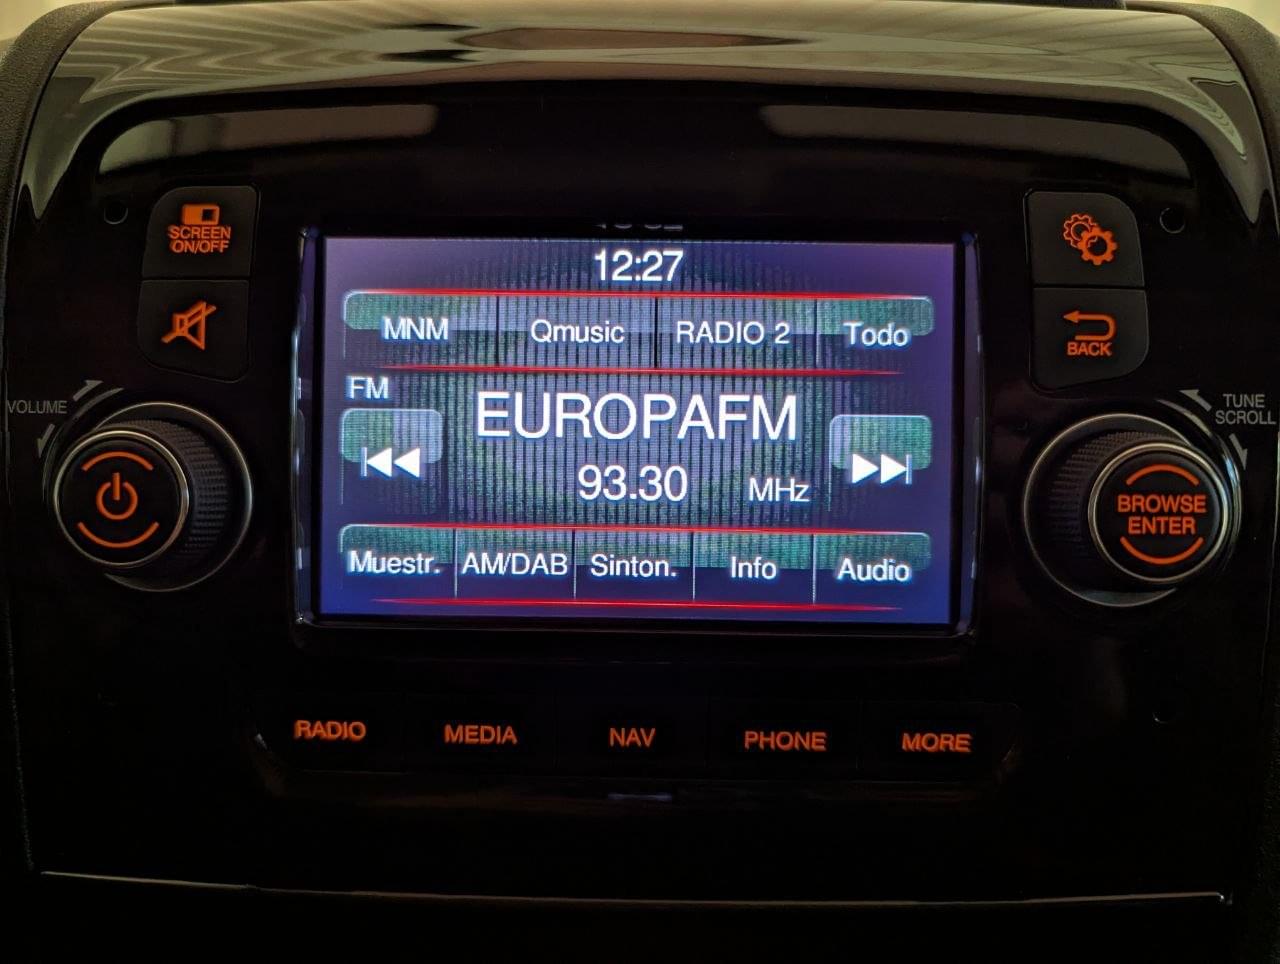 SCREEN
ON/OFF
12:27
MNM Qmusic RADIO 2 Todo
BACK
VOLUME
TUNE
SCROLL
FM
EUROPAFM
93.30 MHz
BROWSE
ENTER
Muestr. AM/DAB Sinton. Info Audio
RADIO MEDIA NAV PHONE MORE